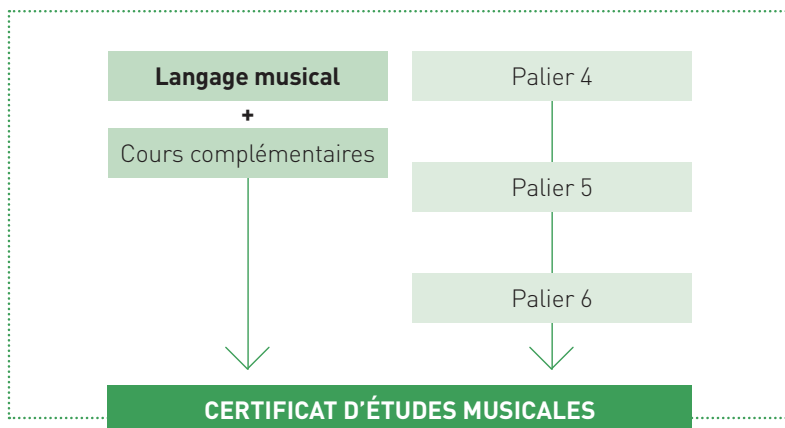 Langage musical
+
Cours complémentaires
Palier 4
Palier 5
Palier 6
CERTIFICAT D'ÉTUDES MUSICALES